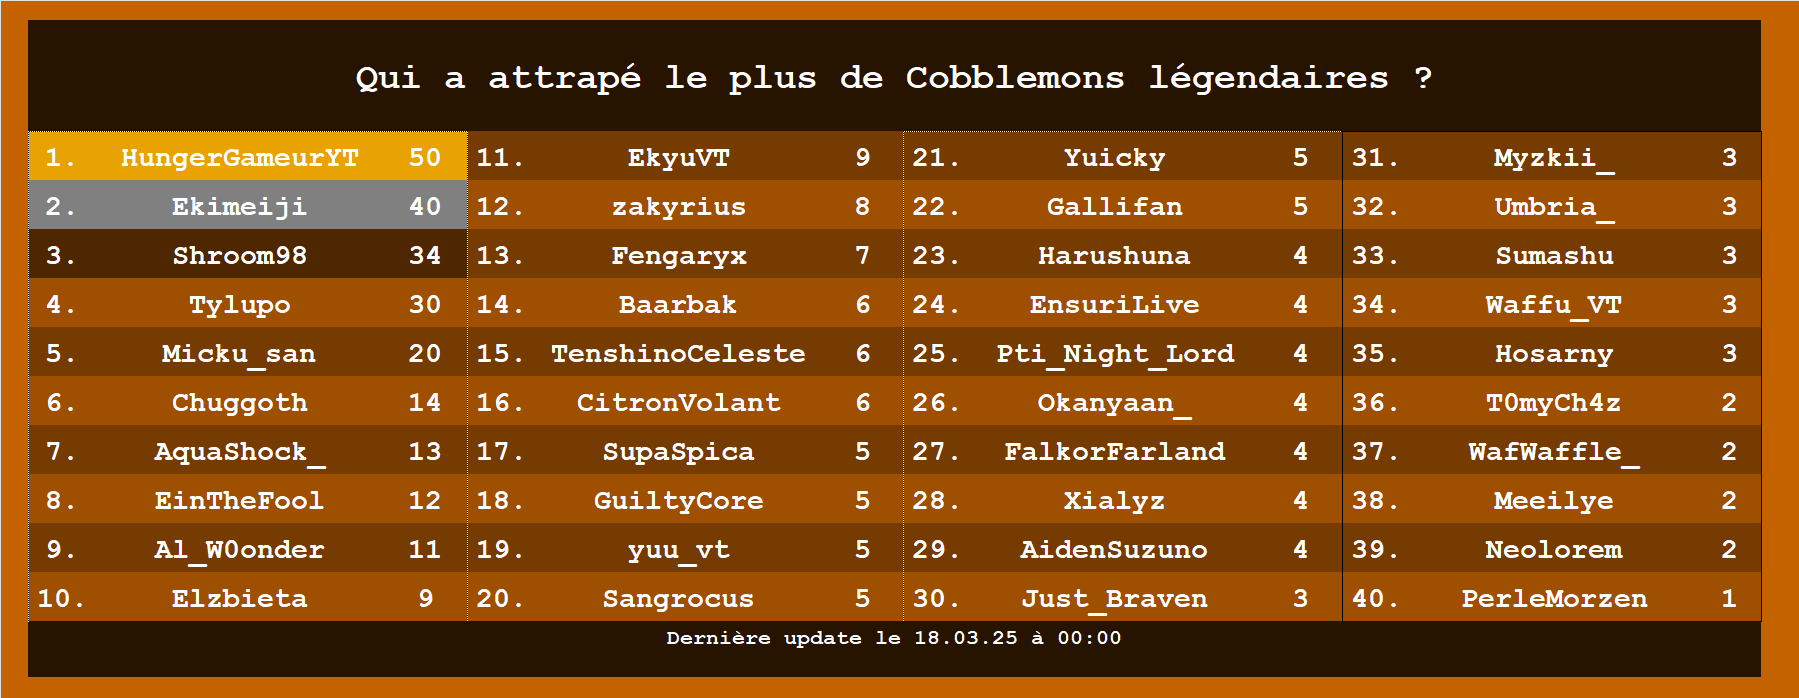 Qui a attrapé le plus de Cobblemons légendaires ?
1. HungerGameurYT 50
2. Ekimeiji 40
3. Shroom98 34
4. Tylupo 30
5. Micku_san 20
6. Chuggoth 14
7. AquaShock_ 13
8. EinTheFool 12
9. Al_W0onder 11
10. Elzbieta 9
11. EkyuVT 9
12. zakyrius 8
13. Fengaryx 7
14. Baarbak 6
15. TenshinoCeleste 6
16. CitronVolant 6
17. SupaSpica 5
18. GuiltyCore 5
19. yuu_vt 5
20. Sangrocus 5
21. Yuicky 5
22. Gallifan 5
23. Harushuna 4
24. EnsuriLive 4
25. Pti_Night_Lord 4
26. Okanyaan_ 4
27. FalkorFarland 4
28. Xialyz 4
29. AidenSuzuno 4
30. Just_Braven 3
31. Myzkii_ 3
32. Umbria_ 3
33. Sumashu 3
34. Waffu_VT 3
35. Hosarny 3
36. T0myCh4z 2
37. WafWaffle_ 2
38. Meeilye 2
39. Neolorem 2
40. PerleMorzen 1
Dernière update le 18.03.25 à 00:00